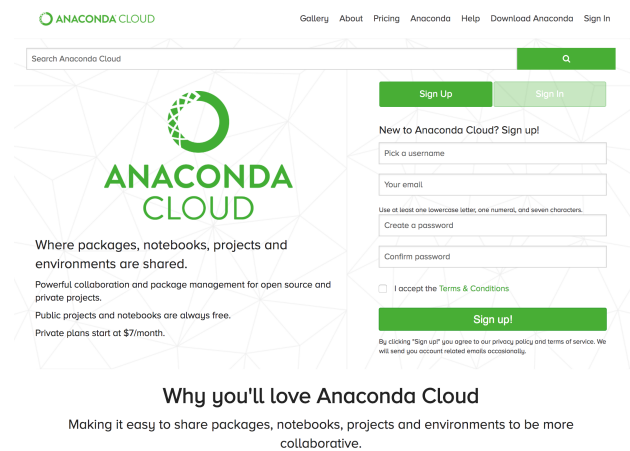 ANACONDA CLOUD
Gallery About Pricing Anaconda Help Download Anaconda Sign In
Search Anaconda Cloud
Sign Up
Sign In
ANACONDA
CLOUD
Where packages, notebooks, projects and
environments are shared.
Powerful collaboration and package management for open source and
private projects.
Public projects and notebooks are always free.
Private plans start at $7/month.
New to Anaconda Cloud? Sign up!
Pick a username
Your email
Use at least one lowercase letter, one numeral, and seven characters.
Create a password
Confirm password
I accept the Terms & Conditions
Sign up!
By clicking "Sign up!" you agree to our privacy policy and terms of service. We
will send you account related emails occasionally.
Why you'll love Anaconda Cloud
Making it easy to share packages, notebooks, projects and environments to be more
collaborative.